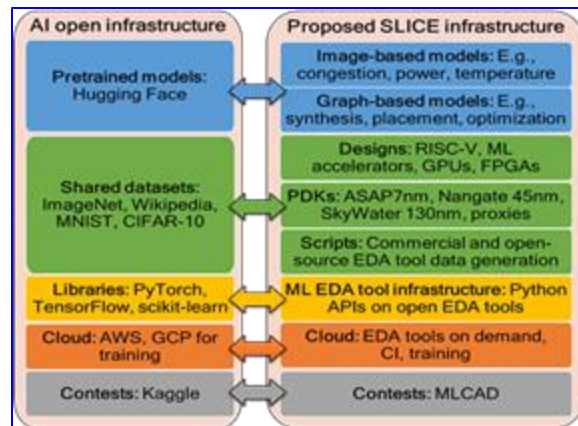 AI open infrastructure
Pretrained models:
Hugging Face
Shared datasets:
ImageNet, Wikipedia,
MNIST, CIFAR-10
Libraries: PyTorch,
TensorFlow, scikit-learn
Cloud: AWS, GCP for
training
Contests: Kaggle
Proposed SLICE infrastructure
Image-based models: E.g.,
congestion, power, temperature
Graph-based models: E.g.,
synthesis, placement, optimization
Designs: RISC-V, ML
accelerators, GPUs, FPGAs
PDKs: ASAP7nm, Nangate 45nm,
SkyWater 130nm, proxies
Scripts: Commercial and open-
source EDA tool data generation
ML EDA tool infrastructure: Python
APIs on open EDA tools
Cloud: EDA tools on demand,
CI, training
Contests: MLCAD